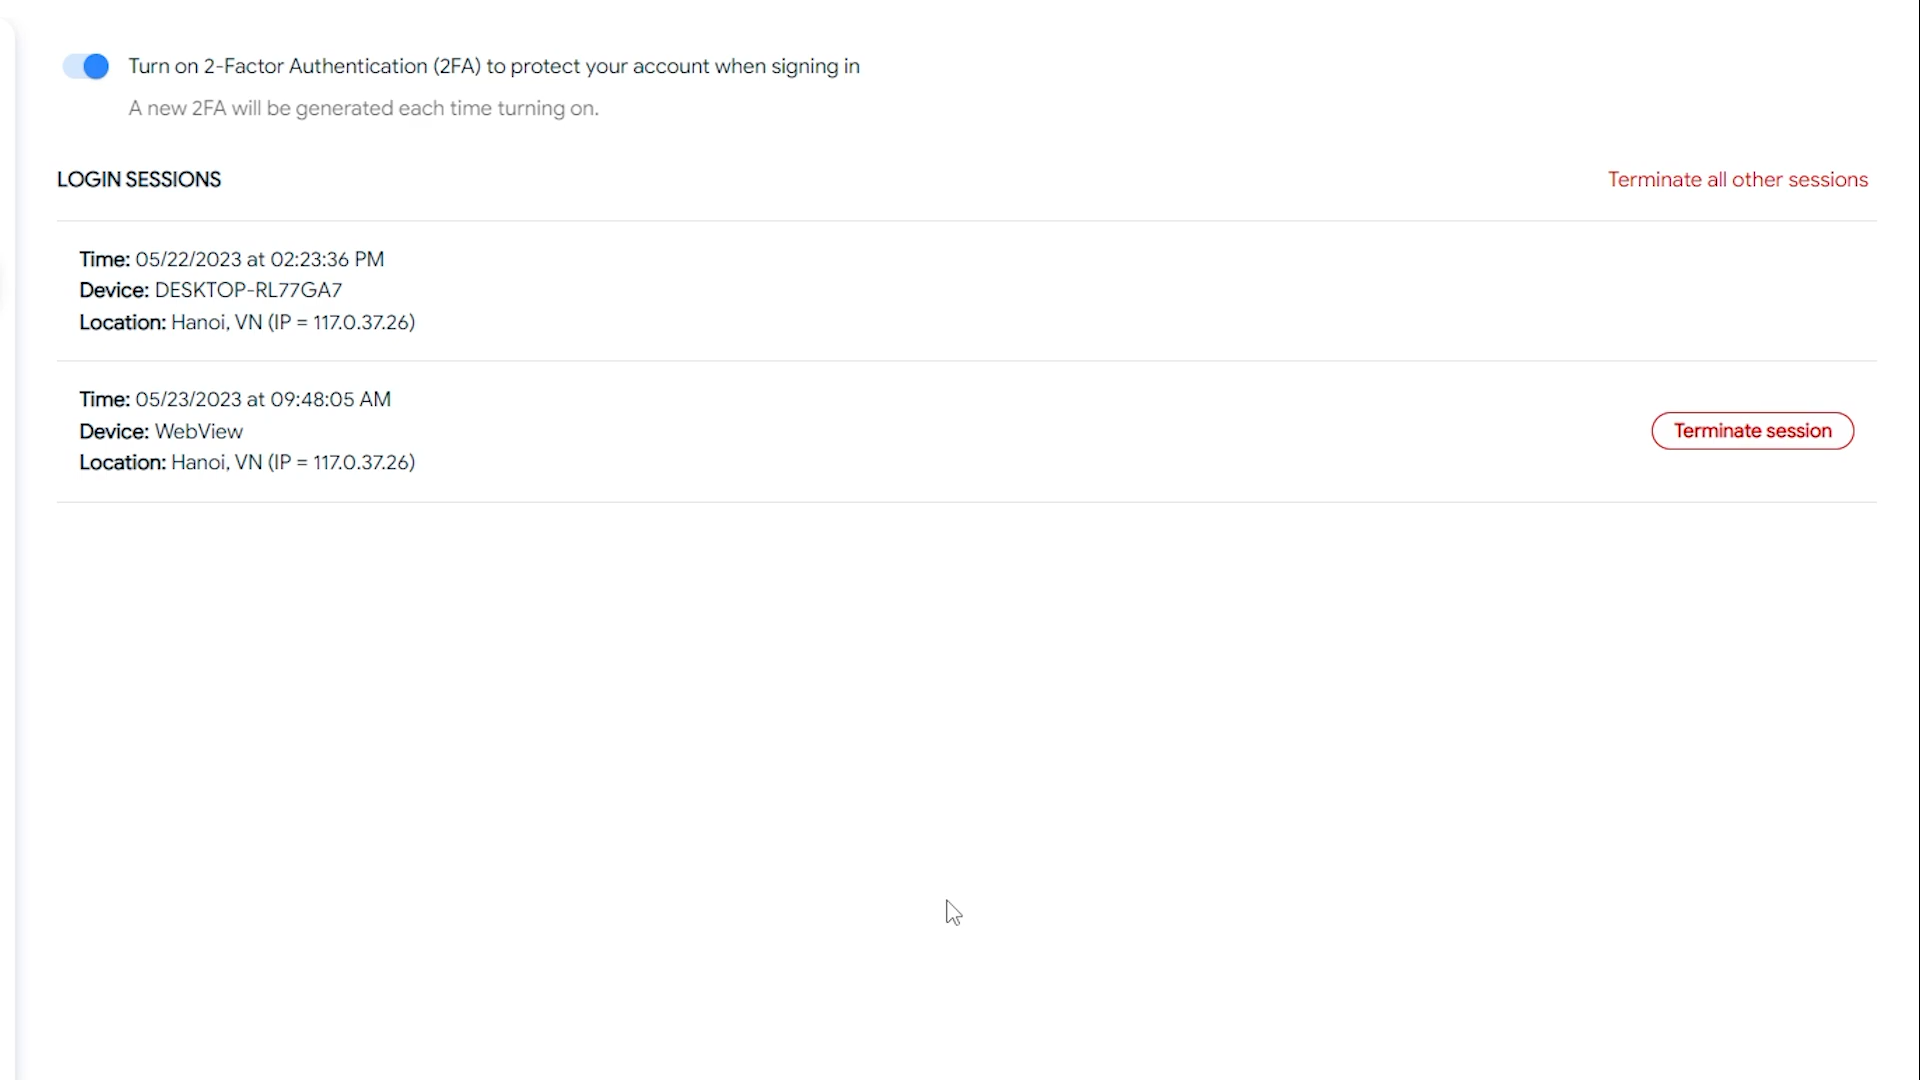 Turn on 2-Factor Authentication (2FA) to protect your account when signing in
A new 2FA will be generated each time turning on.
LOGIN SESSIONS
Terminate all other sessions
Time: 05/22/2023 at 02:23:36 PM
Device: DESKTOP-RL77GA7
Location: Hanoi, VN (IP = 117.0.37.26)
Time: 05/23/2023 at 09:48:05 AM
Device: WebView
Location: Hanoi, VN (IP = 117.0.37.26)
Terminate session